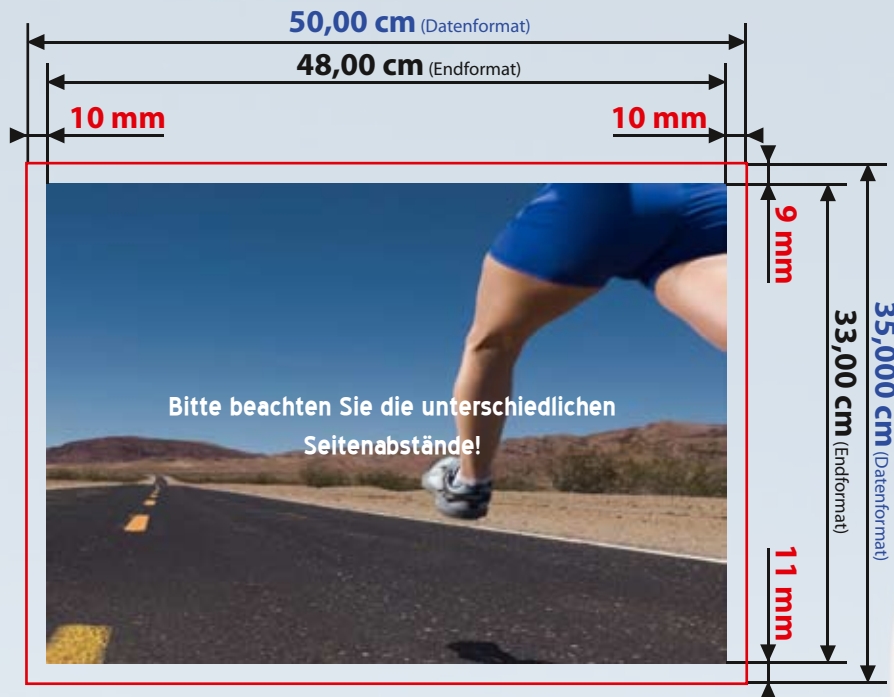 50,00 cm (Datenformat)
48,00 cm (Endformat)
10 mm
10 mm
9 mm
35,000 cm (Datenformat)
33,00 cm (Endformat)
Bitte beachten Sie die unterschiedlichen
Seitenabstände!
11 mm